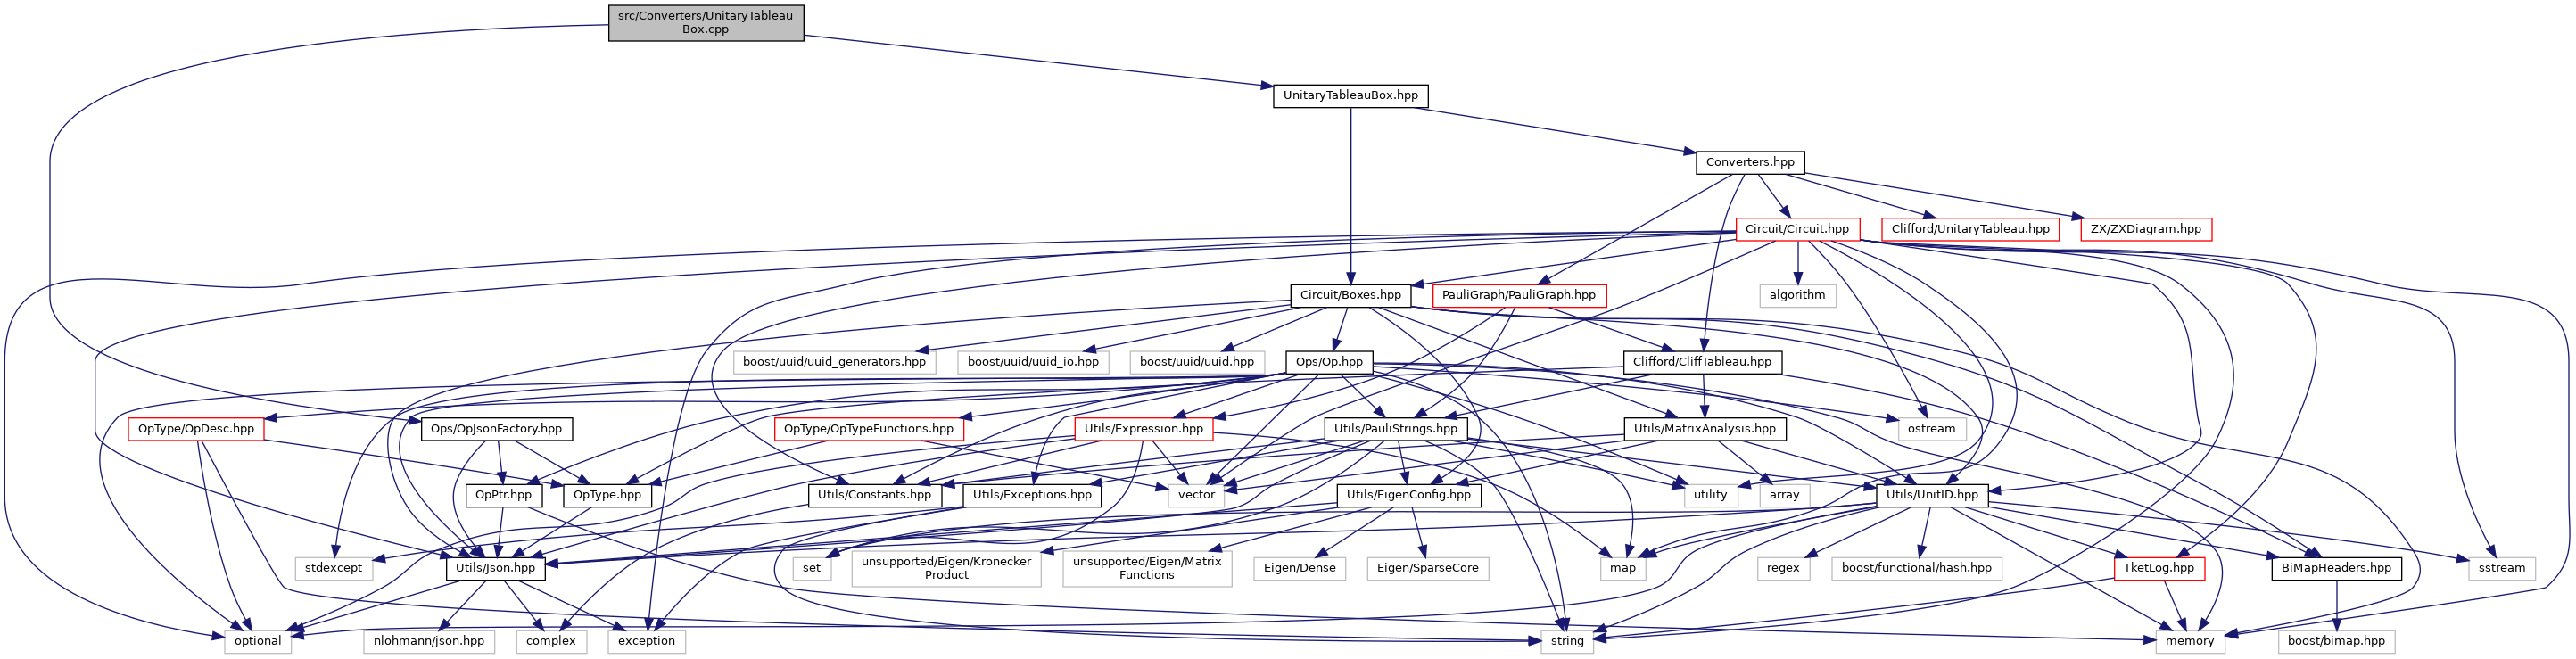 src/Converters/UnitaryTableau
Box.cpp
UnitaryTableauBox.hpp
Converters.hpp
Circuit/Circuit.hpp
Clifford/UnitaryTableau.hpp
ZX/ZXDiagram.hpp
Circuit/Boxes.hpp
PauliGraph/PauliGraph.hpp
algorithm
boost/uuid/uuid_generators.hpp
boost/uuid/uuid_io.hpp
boost/uuid/uuid.hpp
Ops/Op.hpp
Clifford/CliffTableau.hpp
OpType/OpDesc.hpp
Ops/OpJsonFactory.hpp
OpType/OpTypeFunctions.hpp
Utils/Expression.hpp
Utils/PauliStrings.hpp
Utils/MatrixAnalysis.hpp
ostream
OpPtr.hpp
OpType.hpp
Utils/Constants.hpp
Utils/Exceptions.hpp
vector
Utils/EigenConfig.hpp
utility
array
Utils/UnitID.hpp
stdexcept
Utils/Json.hpp
set
unsupported/Eigen/Kronecker
Product
unsupported/Eigen/Matrix
Functions
Eigen/Dense
Eigen/SparseCore
map
regex
boost/functional/hash.hpp
TketLog.hpp
BiMapHeaders.hpp
sstream
optional
nlohmann/json.hpp
complex
exception
string
memory
boost/bimap.hpp